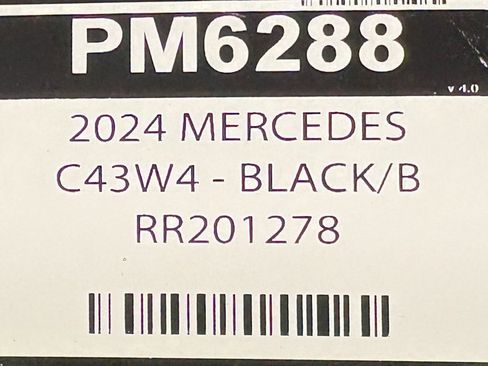 PM6288
v 4.0
2024 MERCEDES
C43W4 - BLACK/B
RR201278